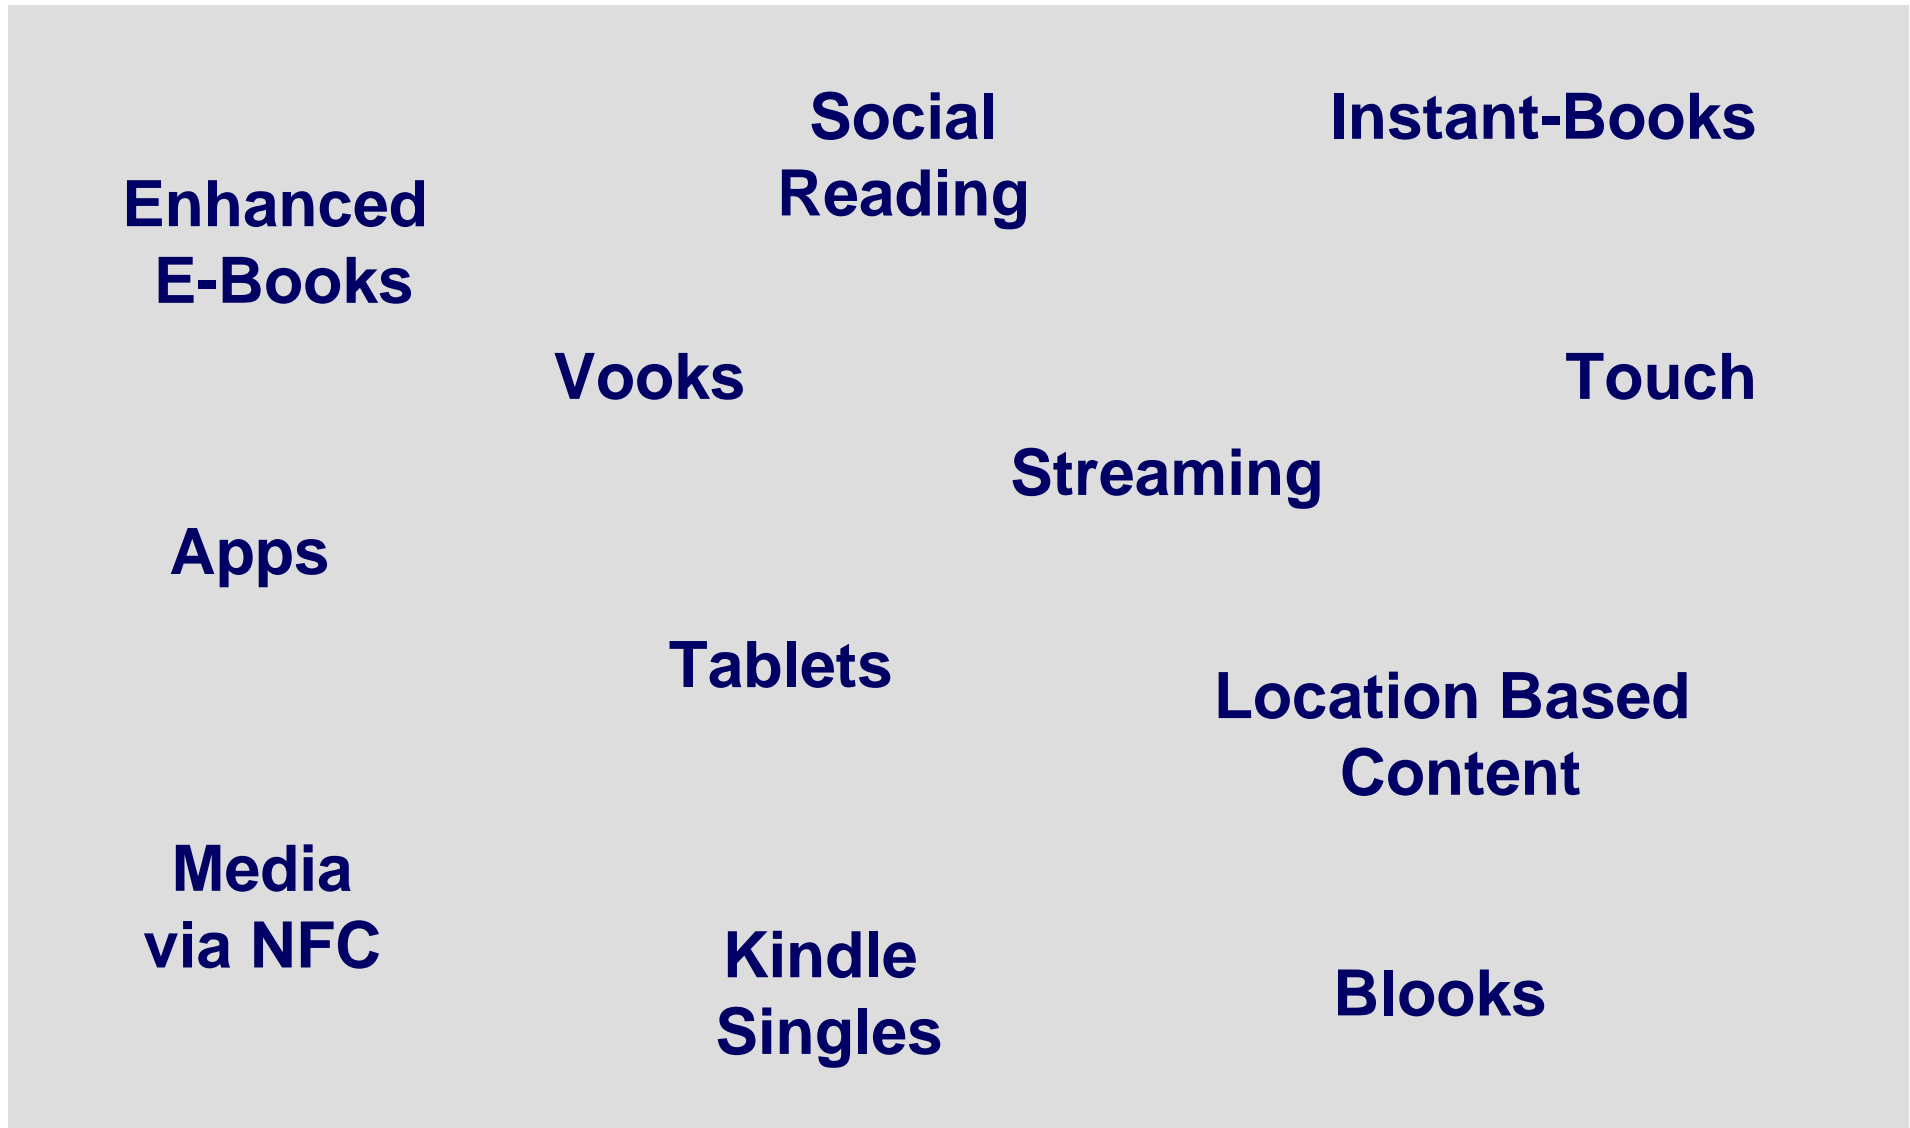 Social
Reading
Instant-Books
Enhanced
E-Books
Vooks
Touch
Streaming
Apps
Tablets
Location Based
Content
Media
via NFC
Kindle
Singles
Blooks